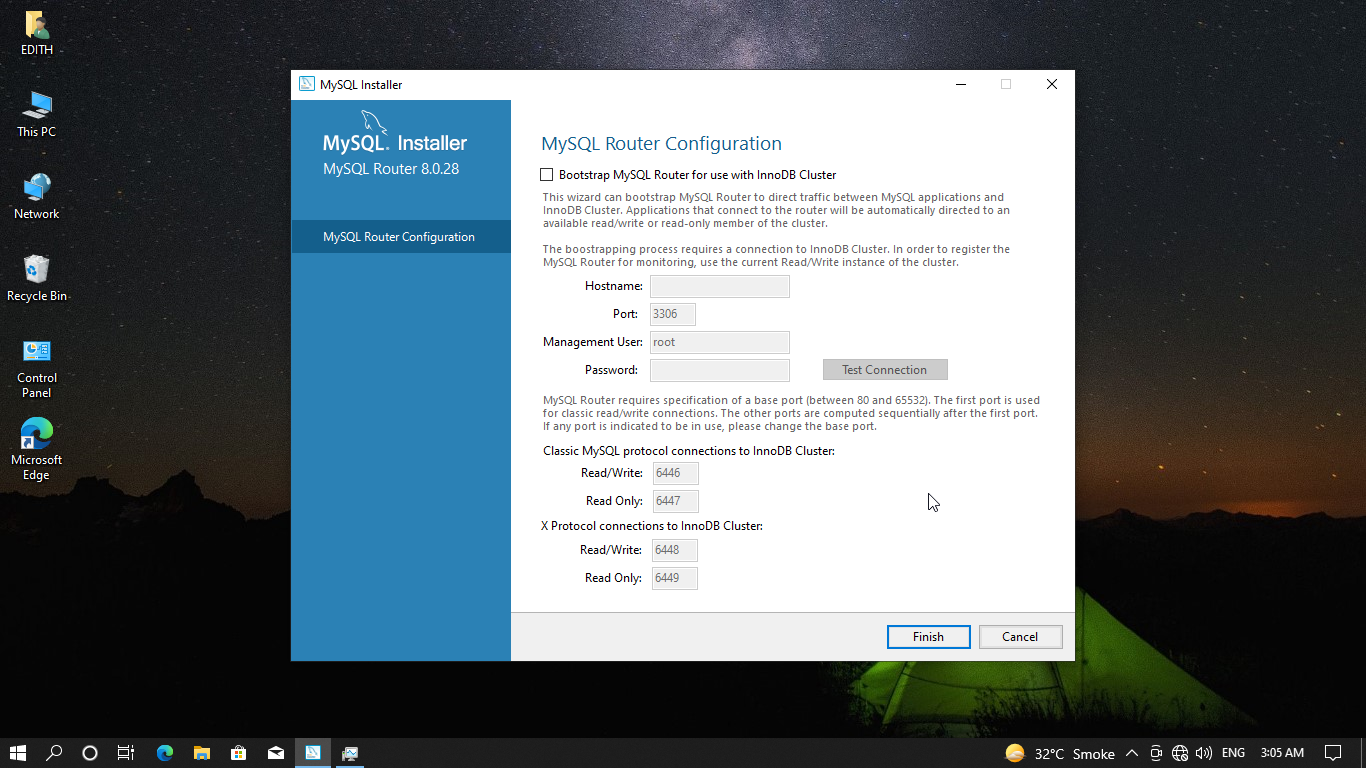 EDITH
This PC
Network
Recycle Bin
Control
Panel
Microsoft
Edge
MySQL Installer
MySQL. Installer
MySQL Router 8.0.28
MySQL Router Configuration
MySQL Router Configuration
Bootstrap MySQL Router for use with InnoDB Cluster
This wizard can bootstrap MySQL Router to direct traffic between MySQL applications and
InnoDB Cluster. Applications that connect to the router will be automatically directed to an
available read/write or read-only member of the cluster.
The boostrapping process requires a connection to InnoDB Cluster. In order to register the
MySQL Router for monitoring, use the current Read/Write instance of the cluster.
Hostname:
Port: 3306
Management User: root
Password: Test Connection
MySQL Router requires specification of a base port (between 80 and 65532). The first port is used
for classic read/write connections. The other ports are computed sequentially after the first port.
If any port is indicated to be in use, please change the base port.
Classic MySQL protocol connections to InnoDB Cluster:
Read/Write: 6446
Read Only: 6447
X Protocol connections to InnoDB Cluster:
Read/Write: 6448
Read Only: 6449
Finish Cancel
32°C Smoke ENG 3:05 AM